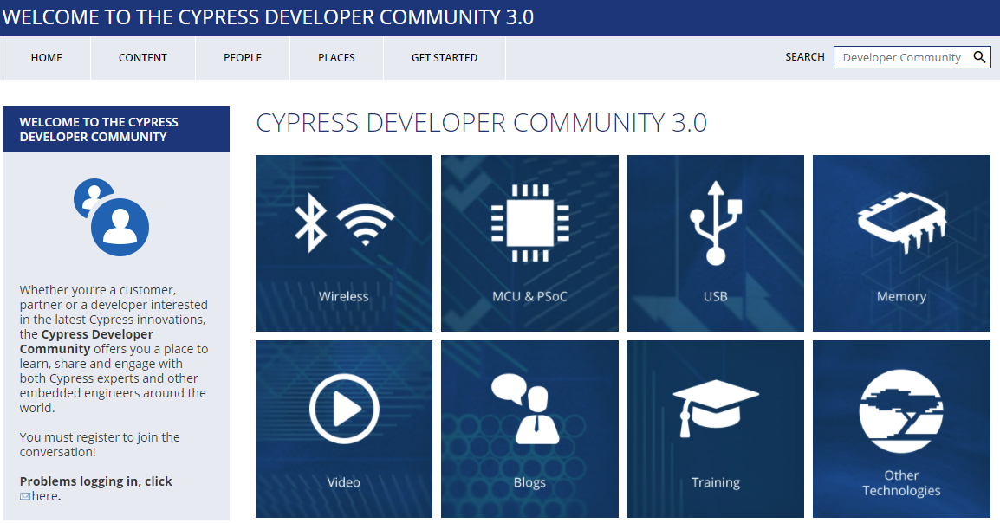 WELCOME TO THE CYPRESS DEVELOPER COMMUNITY 3.0
HOME
CONTENT
PEOPLE
PLACES
GET STARTED
SEARCH
Developer Community
WELCOME TO THE CYPRESS
DEVELOPER COMMUNITY
Whether you’re a customer,
partner or a developer interested
in the latest Cypress innovations,
the Cypress Developer
Community offers you a place to
learn, share and engage with
both Cypress experts and other
embedded engineers around the
world.
You must register to join the
conversation!
Problems logging in, click
here.
CYPRESS DEVELOPER COMMUNITY 3.0
Wireless
MCU & PSoC
USB
Memory
Video
Blogs
Training
Other
Technologies